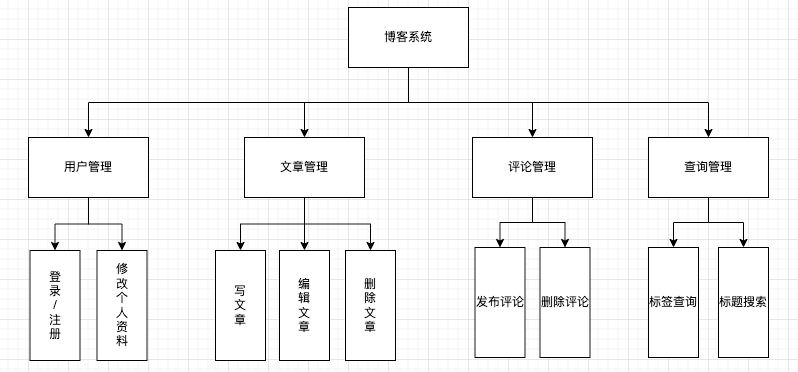 博客系统
用户管理
文章管理
评论管理
查询管理
登录/注册
修改个人资料
写文章
编辑文章
删除文章
发布评论
删除评论
标签查询
标题搜索